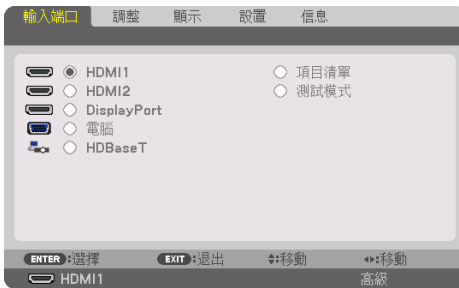 輸入端口 調整 顯示 設置 信息
HDMI1 項目清單
HDMI2 測試模式
DisplayPort
電腦
HDBaseT
ENTER:選擇 EXIT:退出 :移動 :移動
HDMI1 高級